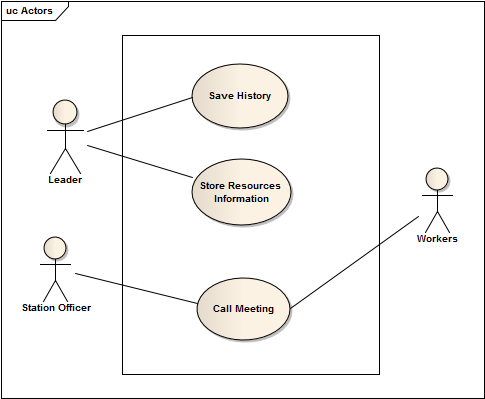 uc Actors
Save History
Leader
Store Resources
Information
Workers
Station Officer
Call Meeting